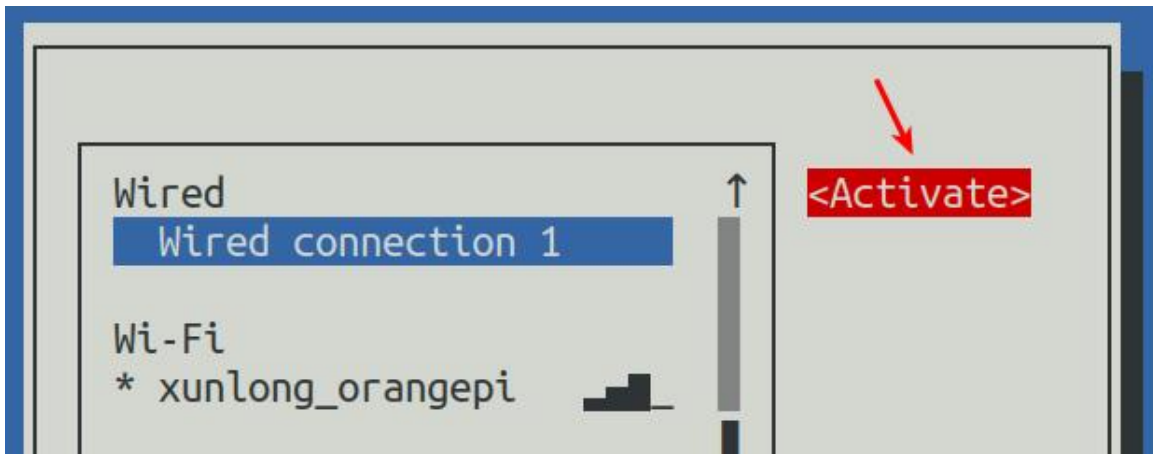 Wired
<Activate>
Wired connection 1
Wi-Fi
* xunlong_orangepi